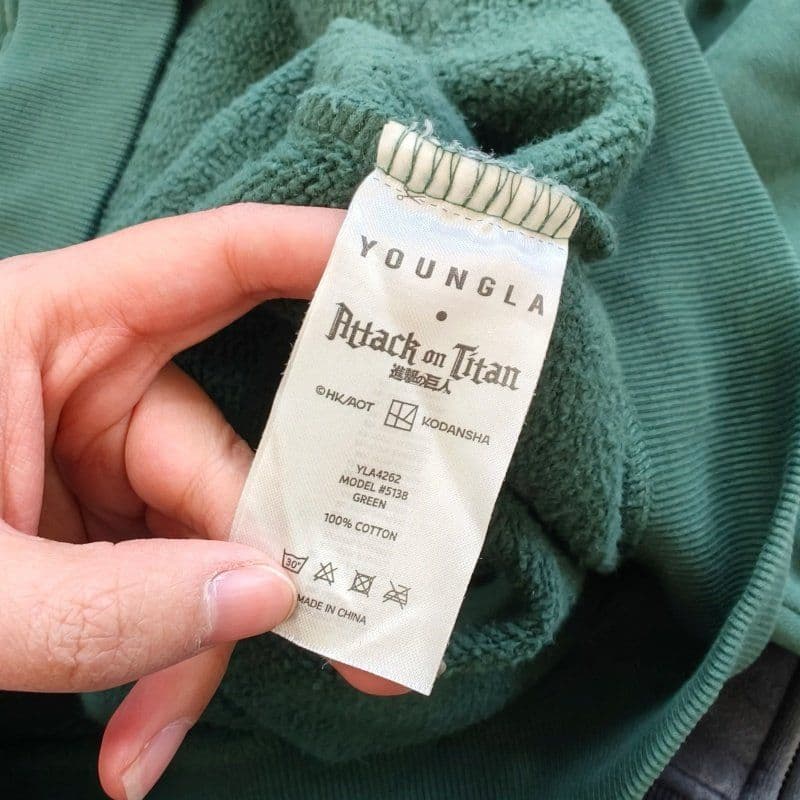 YOUNGLA
Attack on Titan
進撃の巨人
©HK/AOT KODANSHA
YLA4262
MODEL #5138
GREEN
100% COTTON
30°
MADE IN CHINA